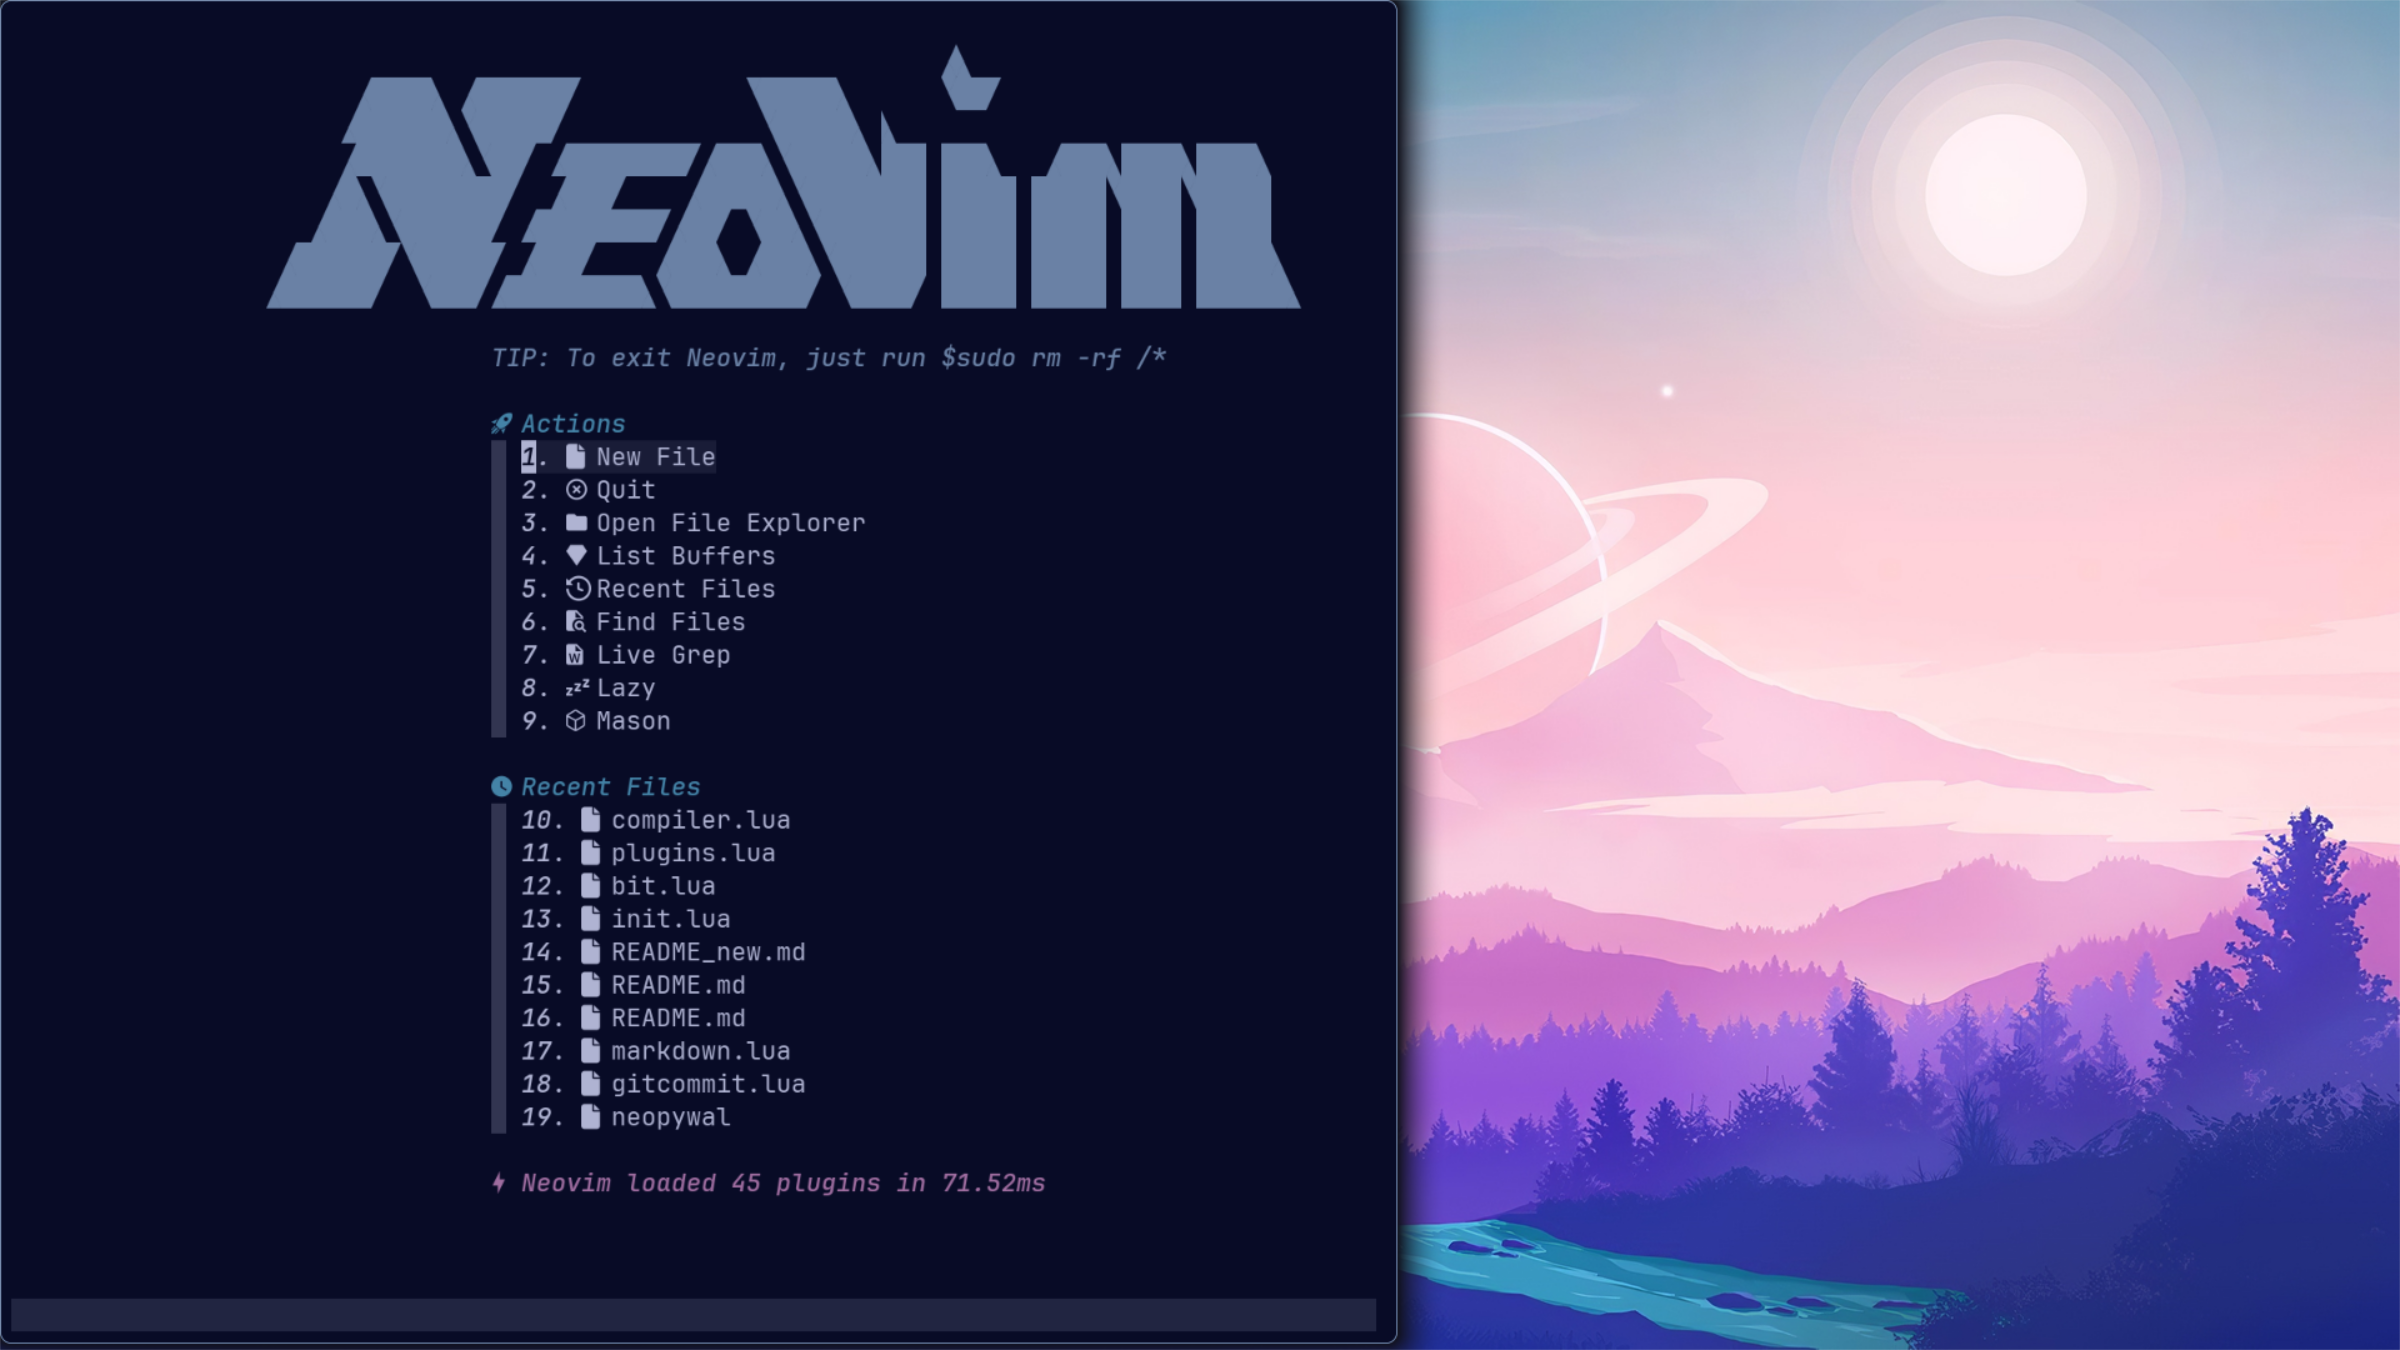 NEOVim
TIP: To exit Neovim, just run $sudo rm -rf /*
Actions
1. New File
2. Quit
3. Open File Explorer
4. List Buffers
5. Recent Files
6. Find Files
7. Live Grep
8. Lazy
9. Mason
Recent Files
10. compiler.lua
11. plugins.lua
12. bit.lua
13. init.lua
14. README_new.md
15. README.md
16. README.md
17. markdown.lua
18. gitcommit.lua
19. neopywal
Neovim loaded 45 plugins in 71.52ms